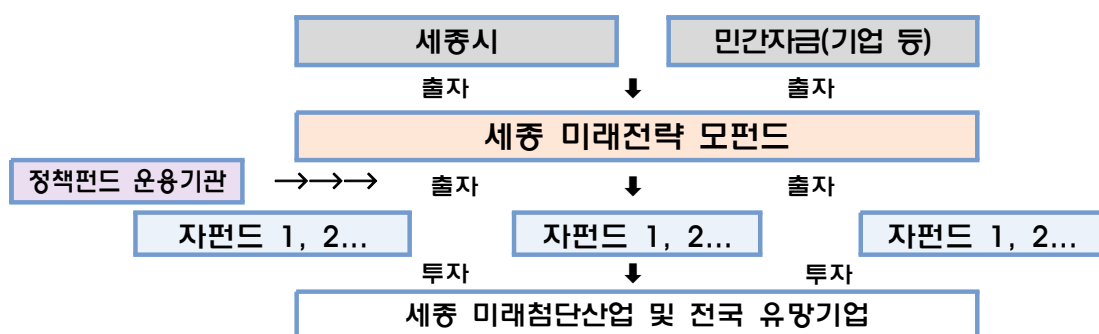 세종시 민간자금(기업 등)
출자 ⬇ 출자
세종 미래전략 모펀드
정책펀드 운용기관 →→→ 출자 ⬇ 출자
자펀드 1, 2... 자펀드 1, 2... 자펀드 1, 2...
투자 ⬇ 투자
세종 미래첨단산업 및 전국 유망기업